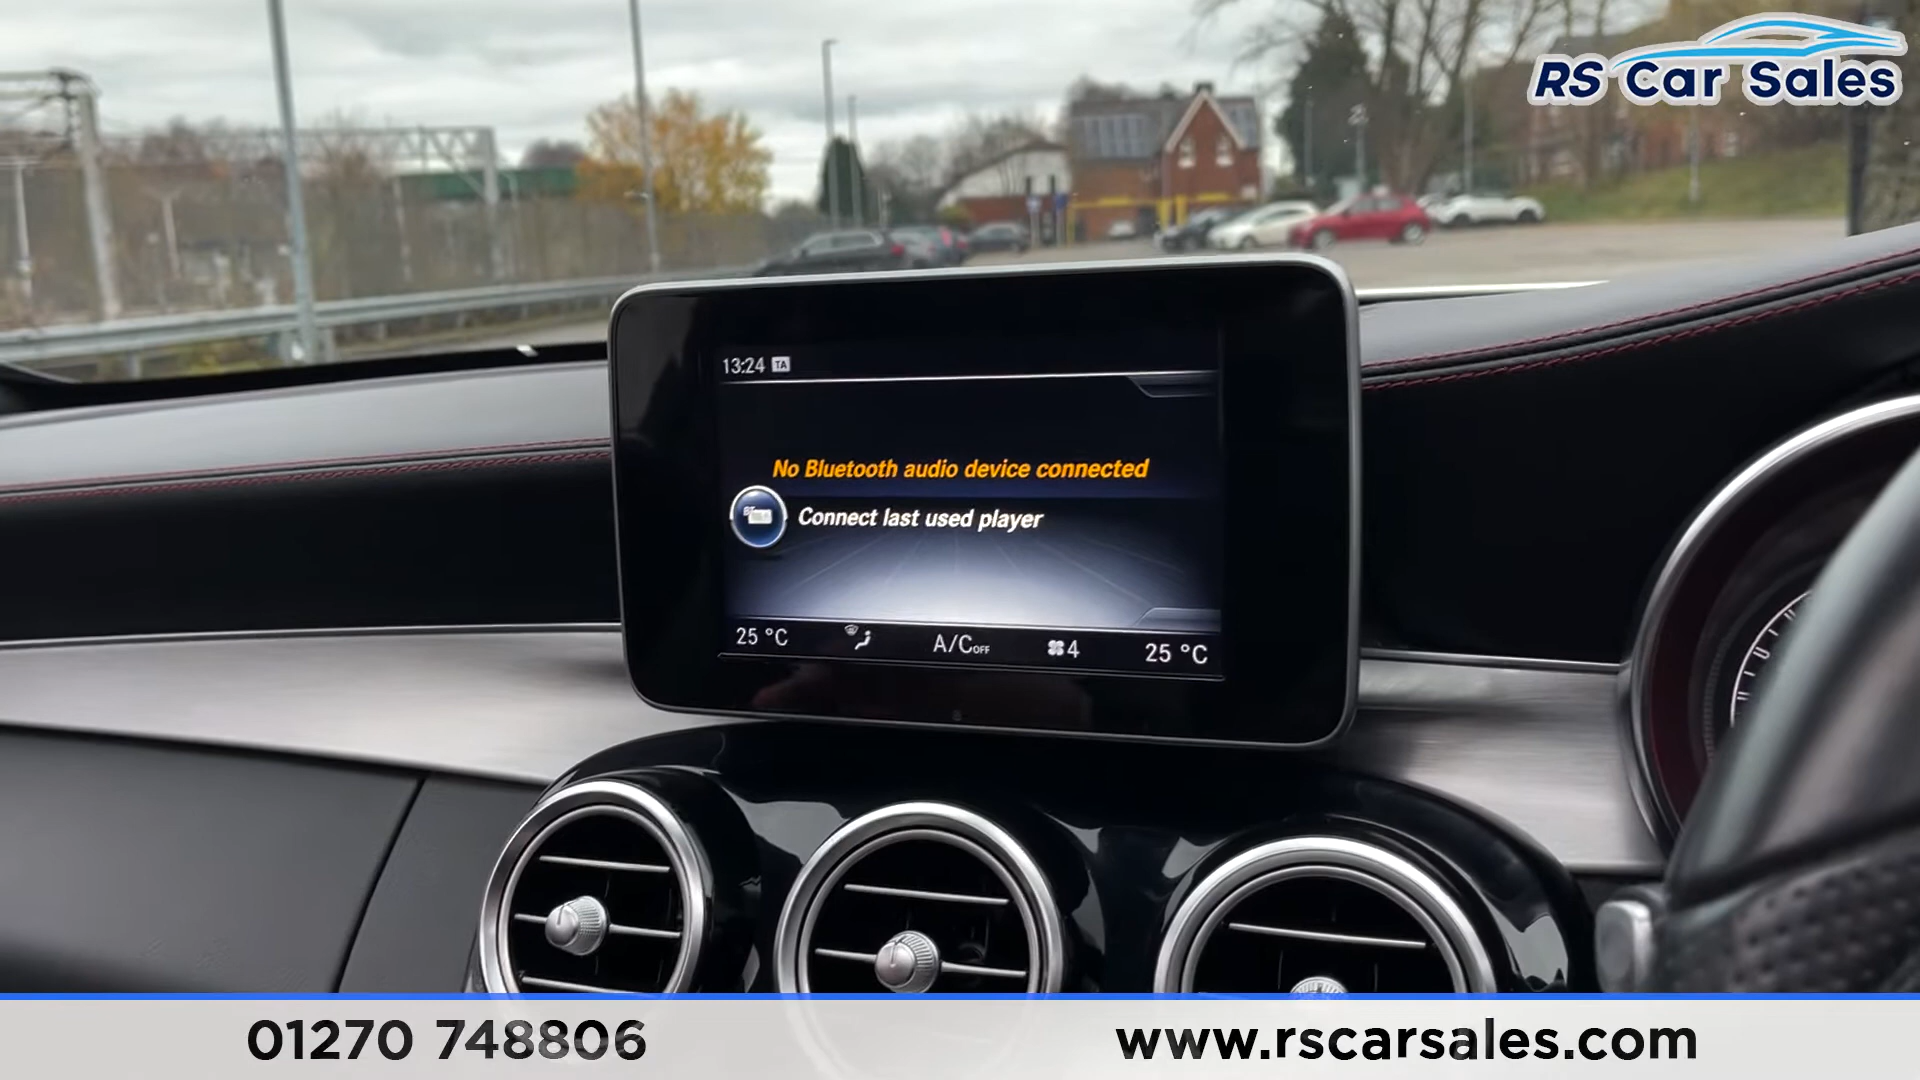 RS Car Sales
13:24 TA
No Bluetooth audio device connected
Connect last used player
25 °C A/C OFF 4 25 °C
01270 748806 www.rscarsales.com